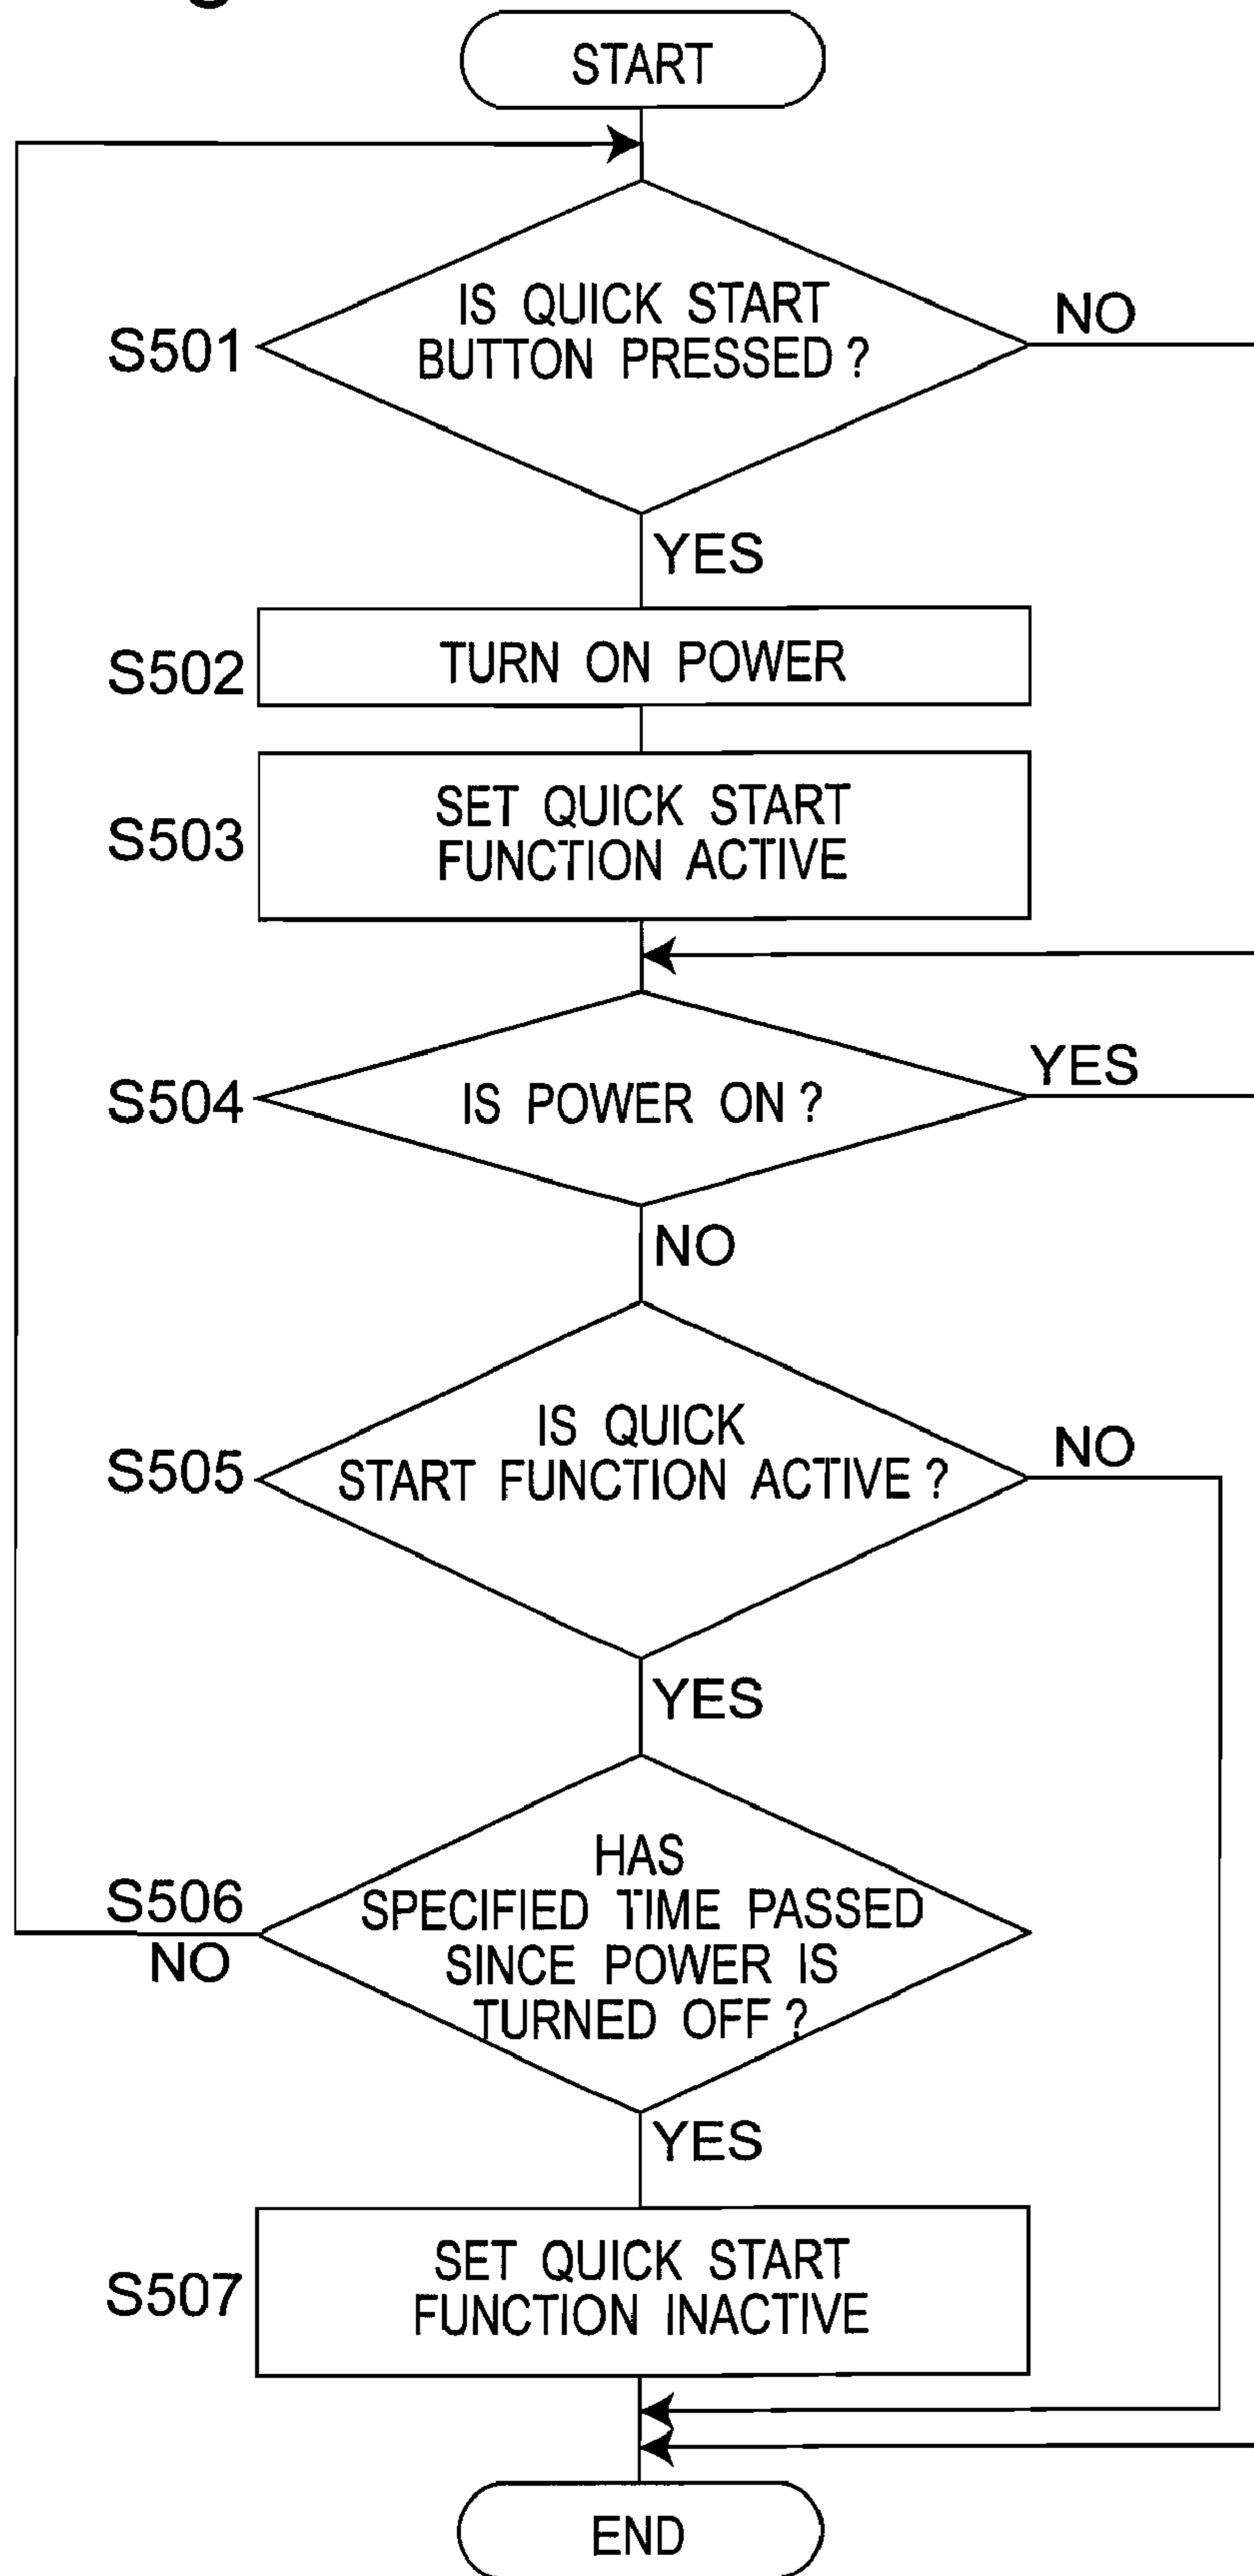 START
IS QUICK START
BUTTON PRESSED ?
S501
NO
YES
S502
TURN ON POWER
S503
SET QUICK START
FUNCTION ACTIVE
S504
IS POWER ON ?
YES
NO
S505
IS QUICK
START FUNCTION ACTIVE ?
NO
YES
S506
NO
HAS
SPECIFIED TIME PASSED
SINCE POWER IS
TURNED OFF ?
YES
S507
SET QUICK START
FUNCTION INACTIVE
END